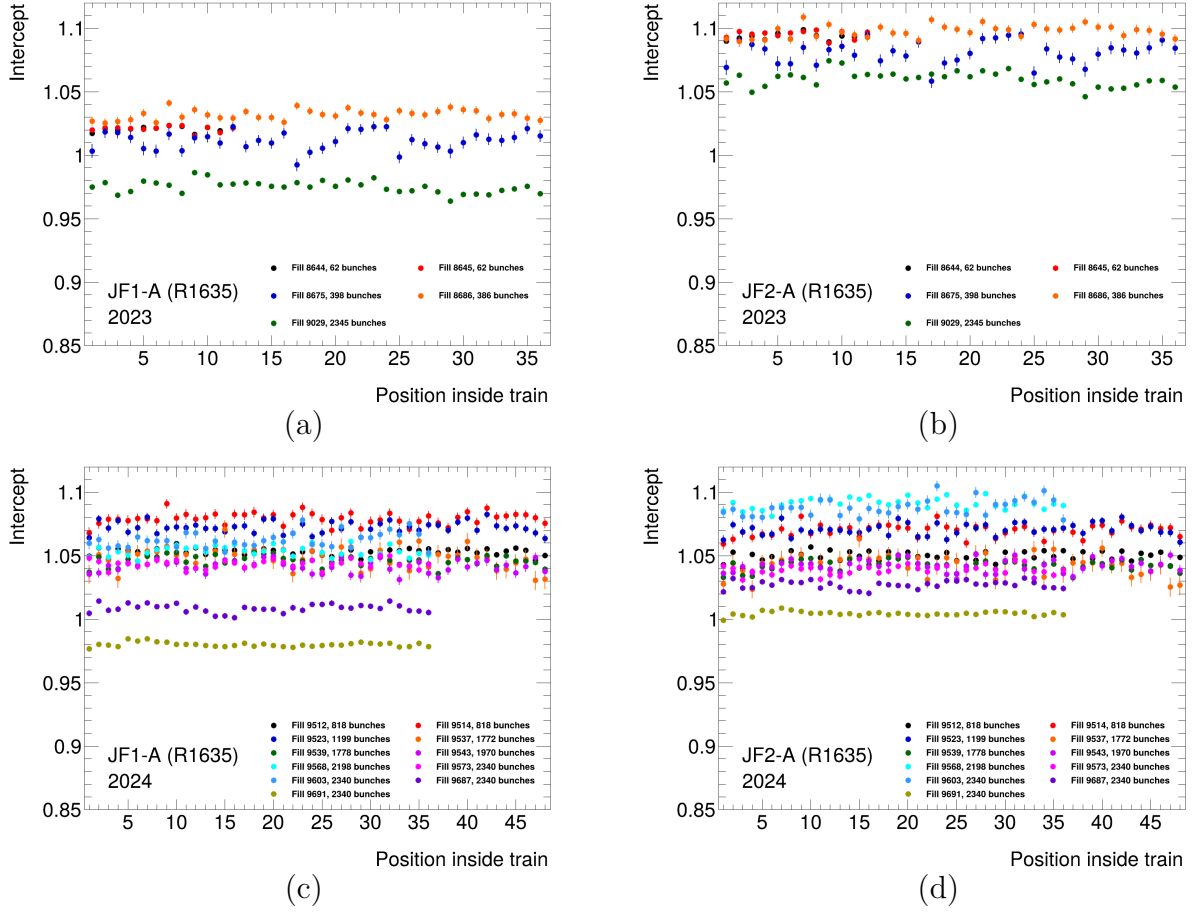 Intercept
1.1
1.05
1
0.95
0.9
0.85
Fill 8644, 62 bunches
Fill 8645, 62 bunches
Fill 8675, 398 bunches
Fill 8686, 386 bunches
Fill 9029, 2345 bunches
JF1-A (R1635)
2023
5 10 15 20 25 30 35
Position inside train
(a)
Intercept
1.1
1.05
1
0.95
0.9
0.85
Fill 8644, 62 bunches
Fill 8645, 62 bunches
Fill 8675, 398 bunches
Fill 8686, 386 bunches
Fill 9029, 2345 bunches
JF2-A (R1635)
2023
5 10 15 20 25 30 35
Position inside train
(b)
Intercept
1.1
1.05
1
0.95
0.9
0.85
Fill 9512, 818 bunches
Fill 9514, 818 bunches
Fill 9523, 1199 bunches
Fill 9537, 1772 bunches
Fill 9539, 1778 bunches
Fill 9543, 1970 bunches
Fill 9568, 2198 bunches
Fill 9573, 2340 bunches
Fill 9603, 2340 bunches
Fill 9687, 2340 bunches
Fill 9691, 2340 bunches
JF1-A (R1635)
2024
5 10 15 20 25 30 35 40 45
Position inside train
(c)
Intercept
1.1
1.05
1
0.95
0.9
0.85
Fill 9512, 818 bunches
Fill 9514, 818 bunches
Fill 9523, 1199 bunches
Fill 9537, 1772 bunches
Fill 9539, 1778 bunches
Fill 9543, 1970 bunches
Fill 9568, 2198 bunches
Fill 9573, 2340 bunches
Fill 9603, 2340 bunches
Fill 9687, 2340 bunches
Fill 9691, 2340 bunches
JF2-A (R1635)
2024
5 10 15 20 25 30 35 40 45
Position inside train
(d)